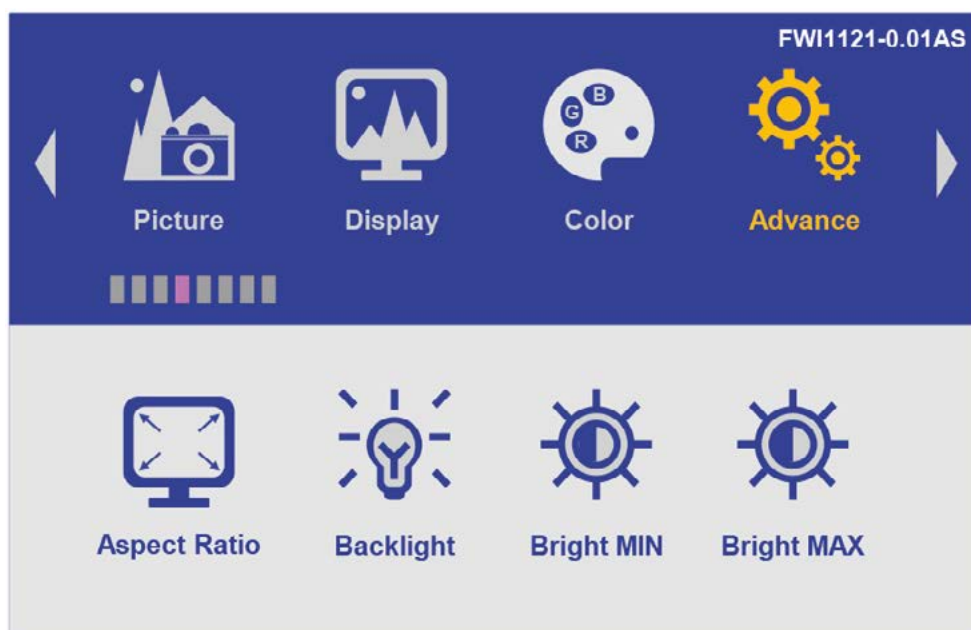 FWI1121-0.01AS
B
G
R
Picture Display Color Advance
Aspect Ratio Backlight Bright MIN Bright MAX